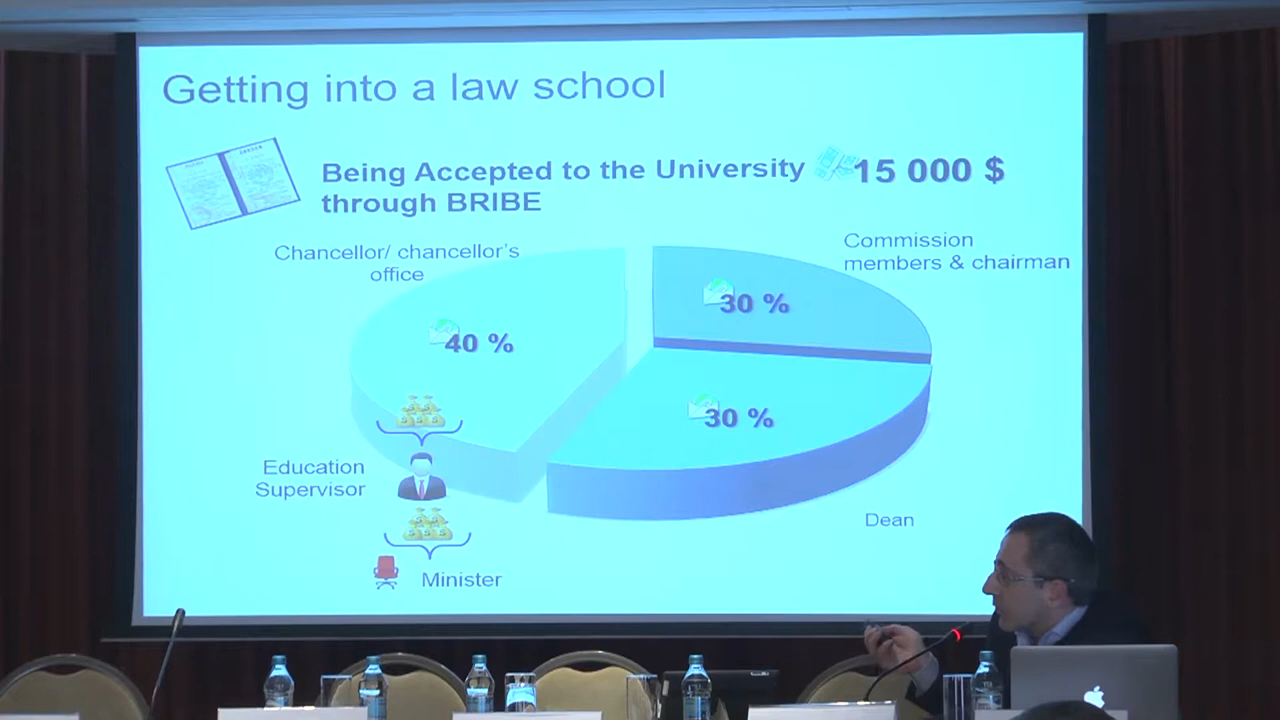 Getting into a law school
Being Accepted to the University
through BRIBE
15 000 $
Chancellor/ chancellor's
office
Commission
members & chairman
30 %
40 %
30 %
Education
Supervisor
Dean
Minister